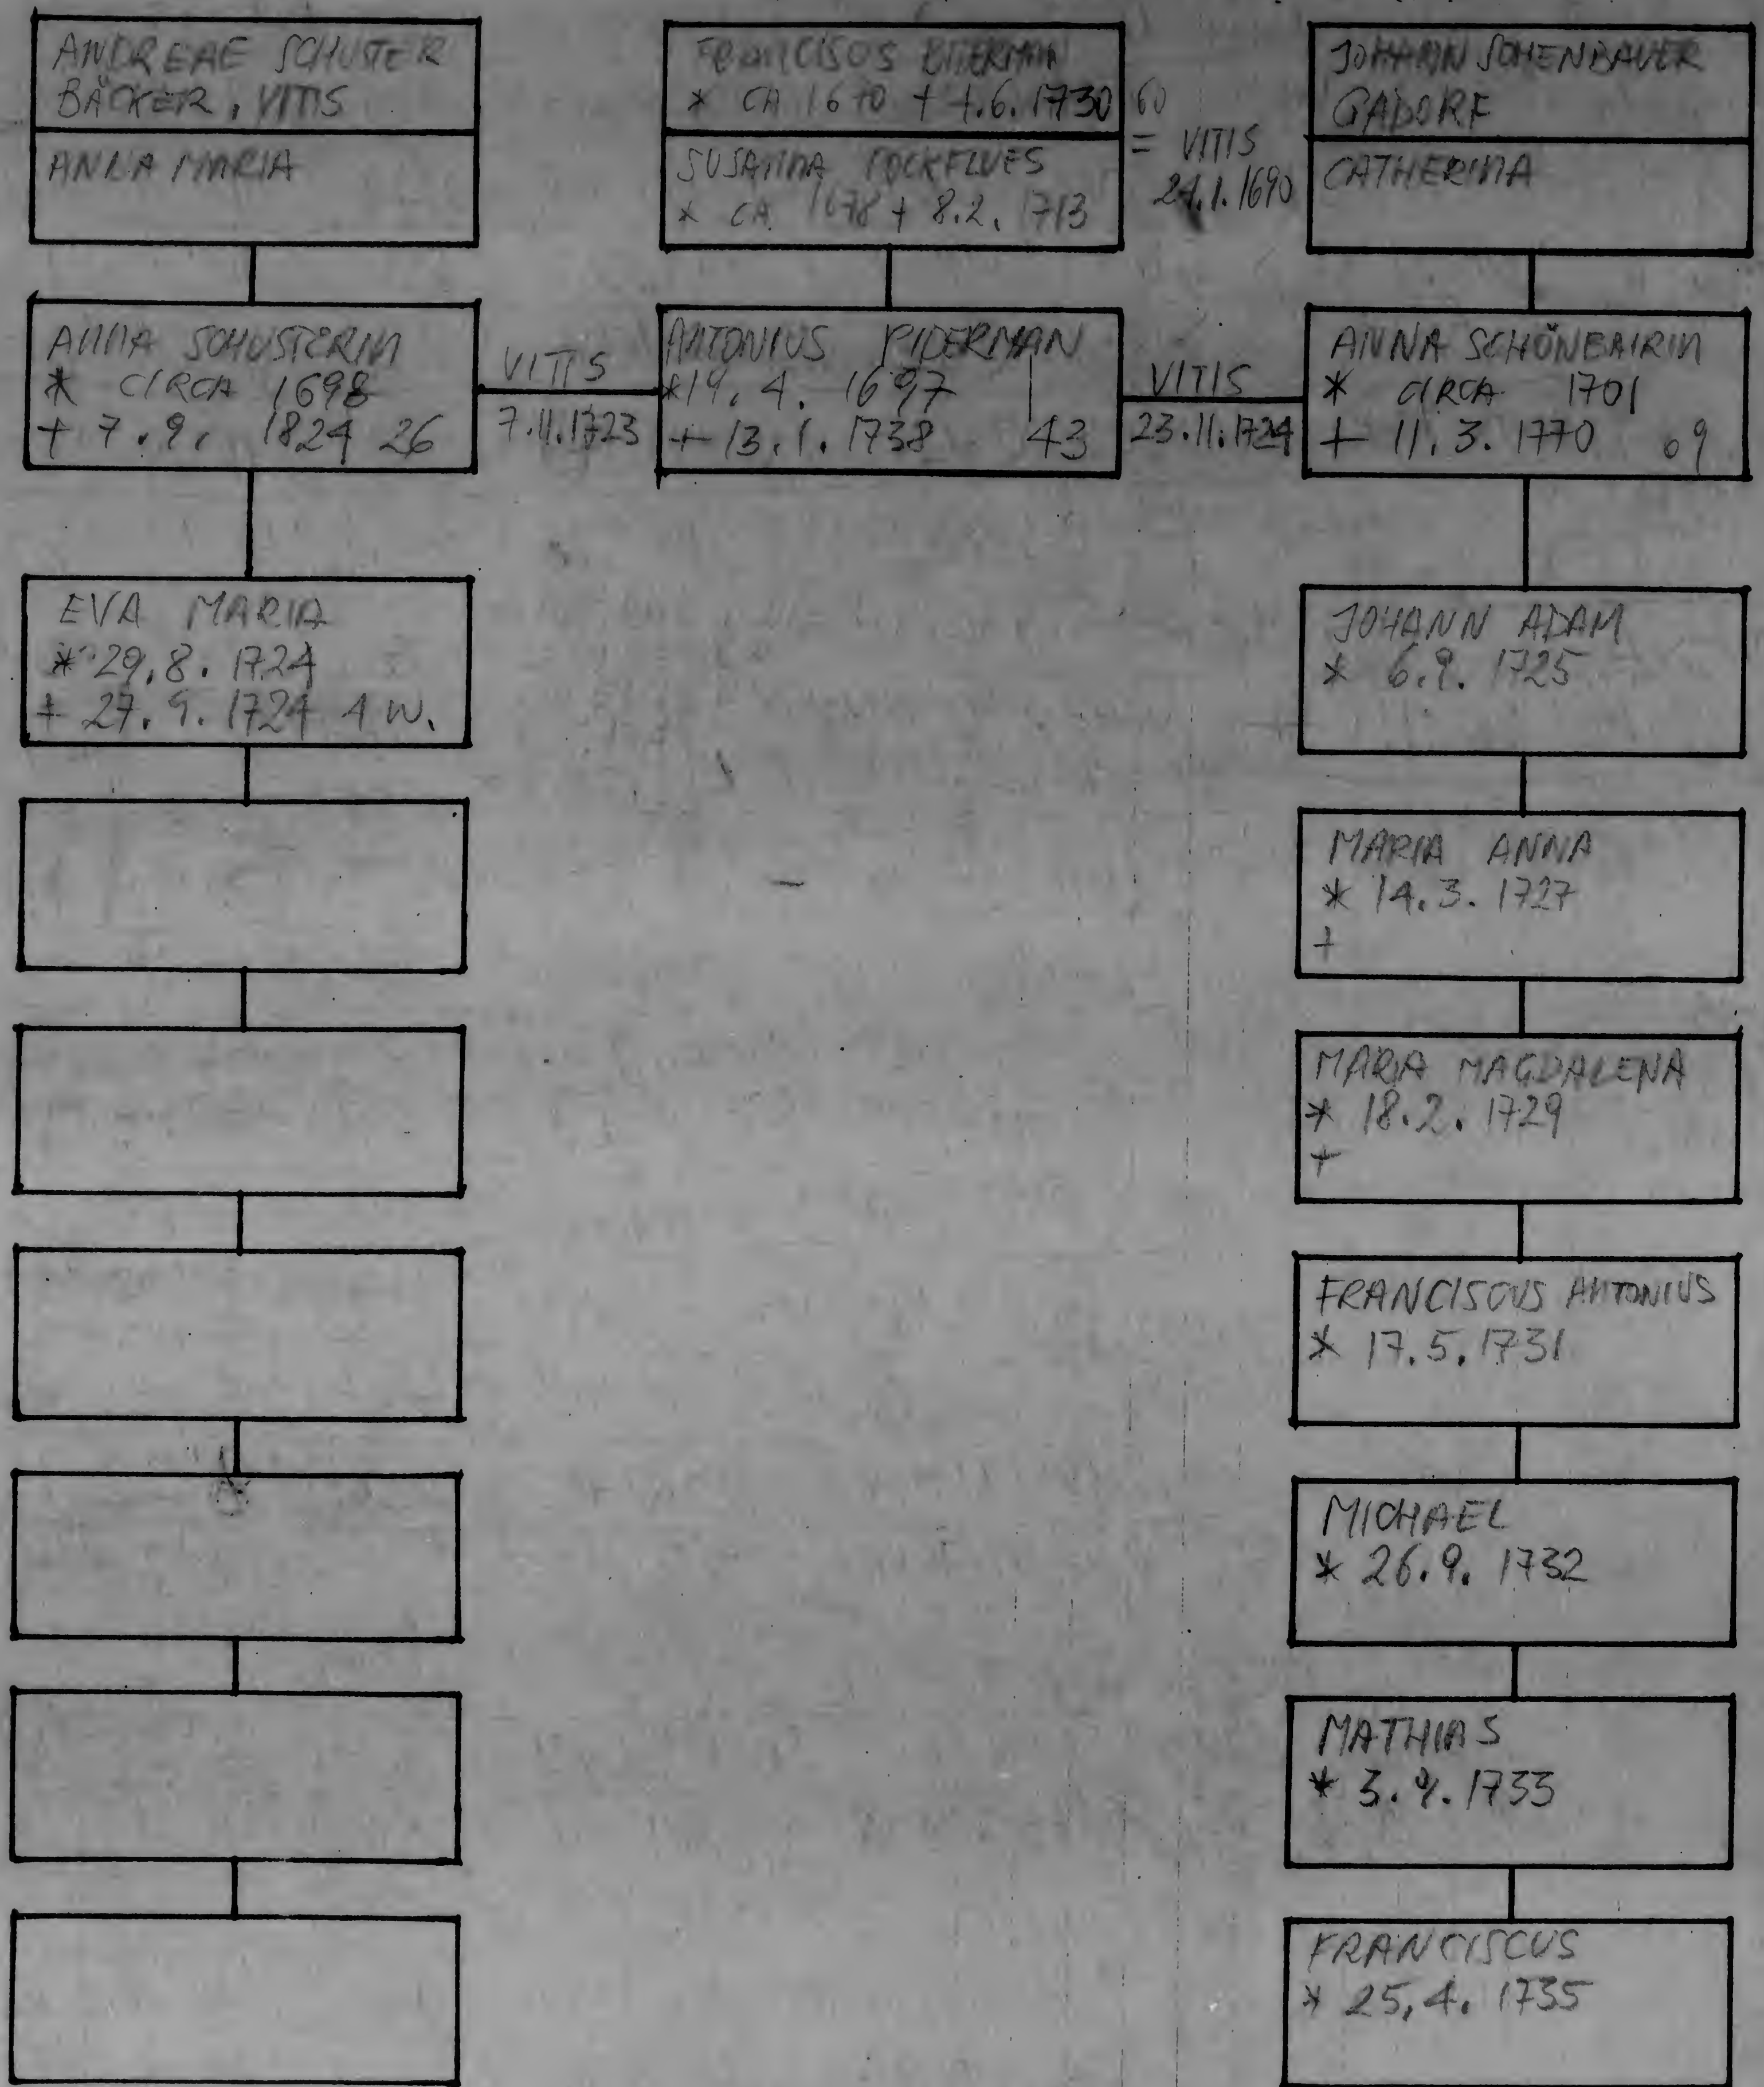 ANDREAE SCHUSTER
BÄCKER, VITIS
ANNA MARIA
FRANCISCUS
* CA 1670 + 1.6.1730 60
SUSANNA
* CA 1678 + 8.2. 1713
= VITIS
24.1.1690
JOHANN SCHENBAUER
GADORF
CATHERINA
ANNA SCHUSTERIN
* CIRCA 1698
+ 7.9. 1824 26
VITIS
7.11.1723
ANTONIUS PIDERMAN
*19. 4. 1697
+ 13.1. 1738 43
VITIS
23.11.1724
ANNA SCHÖNBAIRIN
* CIRCA 1701
+ 11.3. 1770 69
EVA MARIA
* 29.8. 1724
+ 27.9. 1724 4 W.
JOHANN ADAM
* 6.9. 1725
MARIA ANNA
* 14.3. 1727
+
MARIA MAGDALENA
* 18.2. 1729
+
FRANCISCUS ANTONIUS
* 17.5.1731
MICHAEL
* 26.9. 1732
MATHIAS
* 3.9.1733
FRANCISCUS
* 25.4. 1735